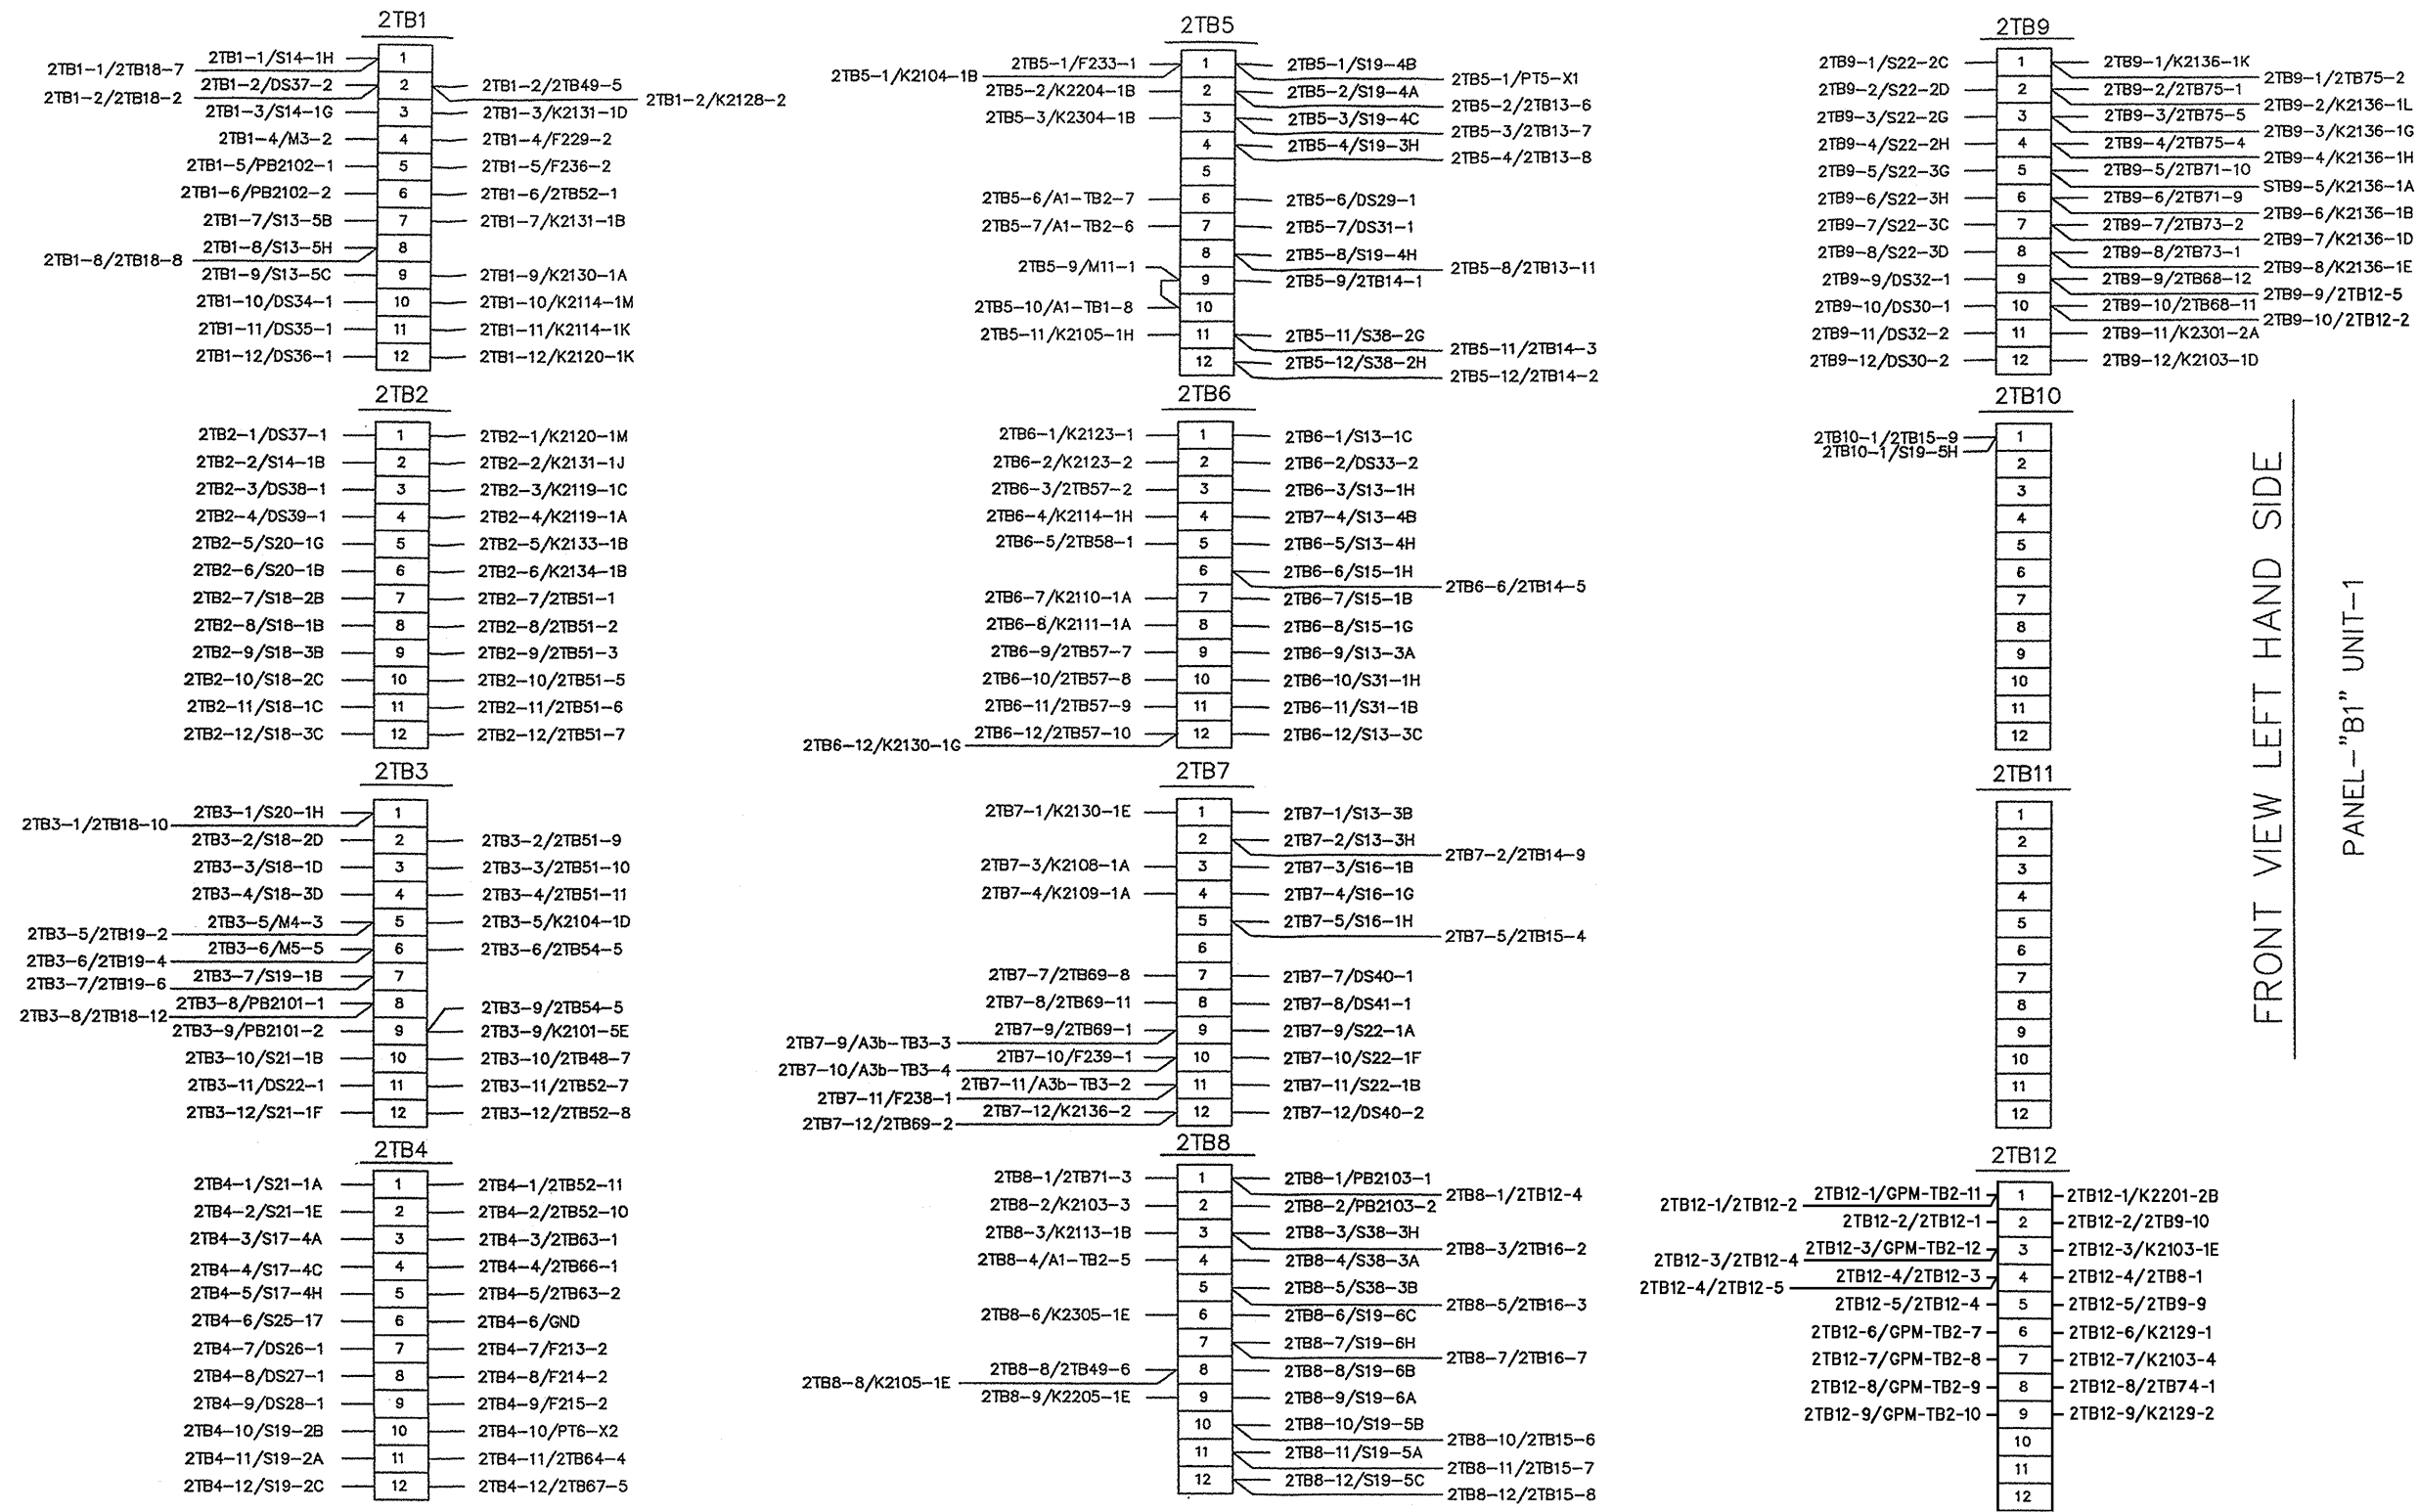 2TB1
2TB1-1/S14-1H
1
2TB1-1/2TB18-7
2TB1-2/DS37-2
2
2TB1-2/2TB49-5
2TB1-2/2TB18-2
2TB1-2/K2128-2
2TB1-3/S14-1G
3
2TB1-3/K2131-1D
2TB1-4/M3-2
4
2TB1-4/F229-2
2TB1-5/PB2102-1
5
2TB1-5/F236-2
2TB1-6/PB2102-2
6
2TB1-6/2TB52-1
2TB1-7/S13-5B
7
2TB1-7/K2131-1B
2TB1-8/S13-5H
8
2TB1-8/2TB18-8
2TB1-9/S13-5C
9
2TB1-9/K2130-1A
2TB1-10/DS34-1
10
2TB1-10/K2114-1M
2TB1-11/DS35-1
11
2TB1-11/K2114-1K
2TB1-12/DS36-1
12
2TB1-12/K2120-1K
2TB2
2TB2-1/DS37-1
1
2TB2-1/K2120-1M
2TB2-2/S14-1B
2
2TB2-2/K2131-1J
2TB2-3/DS38-1
3
2TB2-3/K2119-1C
2TB2-4/DS39-1
4
2TB2-4/K2119-1A
2TB2-5/S20-1G
5
2TB2-5/K2133-1B
2TB2-6/S20-1B
6
2TB2-6/K2134-1B
2TB2-7/S18-2B
7
2TB2-7/2TB51-1
2TB2-8/S18-1B
8
2TB2-8/2TB51-2
2TB2-9/S18-3B
9
2TB2-9/2TB51-3
2TB2-10/S18-2C
10
2TB2-10/2TB51-5
2TB2-11/S18-1C
11
2TB2-11/2TB51-6
2TB2-12/S18-3C
12
2TB2-12/2TB51-7
2TB3
2TB3-1/S20-1H
1
2TB3-1/2TB18-10
2TB3-2/S18-2D
2
2TB3-2/2TB51-9
2TB3-3/S18-1D
3
2TB3-3/2TB51-10
2TB3-4/S18-3D
4
2TB3-4/2TB51-11
2TB3-5/M4-3
5
2TB3-5/K2104-1D
2TB3-5/2TB19-2
2TB3-6/M5-5
6
2TB3-6/2TB54-5
2TB3-6/2TB19-4
2TB3-7/S19-1B
7
2TB3-7/2TB19-6
2TB3-8/PB2101-1
8
2TB3-9/2TB54-5
2TB3-8/2TB18-12
2TB3-9/PB2101-2
9
2TB3-9/K2101-5E
2TB3-10/S21-1B
10
2TB3-10/2TB48-7
2TB3-11/DS22-1
11
2TB3-11/2TB52-7
2TB3-12/S21-1F
12
2TB3-12/2TB52-8
2TB4
2TB4-1/S21-1A
1
2TB4-1/2TB52-11
2TB4-2/S21-1E
2
2TB4-2/2TB52-10
2TB4-3/S17-4A
3
2TB4-3/2TB63-1
2TB4-4/S17-4C
4
2TB4-4/2TB66-1
2TB4-5/S17-4H
5
2TB4-5/2TB63-2
2TB4-6/S25-17
6
2TB4-6/GND
2TB4-7/DS26-1
7
2TB4-7/F213-2
2TB4-8/DS27-1
8
2TB4-8/F214-2
2TB4-9/DS28-1
9
2TB4-9/F215-2
2TB4-10/S19-2B
10
2TB4-10/PT6-X2
2TB4-11/S19-2A
11
2TB4-11/2TB64-4
2TB4-12/S19-2C
12
2TB4-12/2TB67-5
2TB5
2TB5-1/F233-1
1
2TB5-1/S19-4B
2TB5-1/K2104-1B
2TB5-1/PT5-X1
2TB5-2/K2204-1B
2
2TB5-2/S19-4A
2TB5-2/2TB13-6
2TB5-3/K2304-1B
3
2TB5-3/S19-4C
2TB5-3/2TB13-7
4
2TB5-4/S19-3H
2TB5-4/2TB13-8
5
2TB5-6/A1-TB2-7
6
2TB5-6/DS29-1
2TB5-7/A1-TB2-6
7
2TB5-7/DS31-1
8
2TB5-8/S19-4H
2TB5-8/2TB13-11
2TB5-9/M11-1
9
2TB5-9/2TB14-1
2TB5-10/A1-TB1-8
10
2TB5-11/K2105-1H
11
2TB5-11/S38-2G
2TB5-11/2TB14-3
12
2TB5-12/S38-2H
2TB5-12/2TB14-2
2TB6
2TB6-1/K2123-1
1
2TB6-1/S13-1C
2TB6-2/K2123-2
2
2TB6-2/DS33-2
2TB6-3/2TB57-2
3
2TB6-3/S13-1H
2TB6-4/K2114-1H
4
2TB7-4/S13-4B
2TB6-5/2TB58-1
5
2TB6-5/S13-4H
6
2TB6-6/S15-1H
2TB6-6/2TB14-5
2TB6-7/K2110-1A
7
2TB6-7/S15-1B
2TB6-8/K2111-1A
8
2TB6-8/S15-1G
2TB6-9/2TB57-7
9
2TB6-9/S13-3A
2TB6-10/2TB57-8
10
2TB6-10/S31-1H
2TB6-11/2TB57-9
11
2TB6-11/S31-1B
2TB6-12/2TB57-10
12
2TB6-12/S13-3C
2TB6-12/K2130-1G
2TB7
2TB7-1/K2130-1E
1
2TB7-1/S13-3B
2
2TB7-2/S13-3H
2TB7-2/2TB14-9
2TB7-3/K2108-1A
3
2TB7-3/S16-1B
2TB7-4/K2109-1A
4
2TB7-4/S16-1G
5
2TB7-5/S16-1H
2TB7-5/2TB15-4
6
2TB7-7/2TB69-8
7
2TB7-7/DS40-1
2TB7-8/2TB69-11
8
2TB7-8/DS41-1
2TB7-9/2TB69-1
9
2TB7-9/S22-1A
2TB7-9/A3b-TB3-3
2TB7-10/F239-1
10
2TB7-10/S22-1F
2TB7-10/A3b-TB3-4
2TB7-11/A3b-TB3-2
11
2TB7-11/S22-1B
2TB7-11/F238-1
2TB7-12/K2136-2
12
2TB7-12/DS40-2
2TB7-12/2TB69-2
2TB8
2TB8-1/2TB71-3
1
2TB8-1/PB2103-1
2TB8-1/2TB12-4
2TB8-2/K2103-3
2
2TB8-2/PB2103-2
2TB8-3/K2113-1B
3
2TB8-3/S38-3H
2TB8-3/2TB16-2
2TB8-4/A1-TB2-5
4
2TB8-4/S38-3A
5
2TB8-5/S38-3B
2TB8-5/2TB16-3
2TB8-6/K2305-1E
6
2TB8-6/S19-6C
7
2TB8-7/S19-6H
2TB8-7/2TB16-7
2TB8-8/2TB49-6
8
2TB8-8/S19-6B
2TB8-8/K2105-1E
2TB8-9/K2205-1E
9
2TB8-9/S19-6A
10
2TB8-10/S19-5B
2TB8-10/2TB15-6
11
2TB8-11/S19-5A
2TB8-11/2TB15-7
12
2TB8-12/S19-5C
2TB8-12/2TB15-8
2TB9
2TB9-1/S22-2C
1
2TB9-1/K2136-1K
2TB9-1/2TB75-2
2TB9-2/S22-2D
2
2TB9-2/2TB75-1
2TB9-2/K2136-1L
2TB9-3/S22-2G
3
2TB9-3/2TB75-5
2TB9-3/K2136-1G
2TB9-4/S22-2H
4
2TB9-4/2TB75-4
2TB9-4/K2136-1H
2TB9-5/S22-3G
5
2TB9-5/2TB71-10
STB9-5/K2136-1A
2TB9-6/S22-3H
6
2TB9-6/2TB71-9
2TB9-6/K2136-1B
2TB9-7/S22-3C
7
2TB9-7/2TB73-2
2TB9-7/K2136-1D
2TB9-8/S22-3D
8
2TB9-8/2TB73-1
2TB9-8/K2136-1E
2TB9-9/DS32-1
9
2TB9-9/2TB68-12
2TB9-9/2TB12-5
2TB9-10/DS30-1
10
2TB9-10/2TB68-11
2TB9-10/2TB12-2
2TB9-11/DS32-2
11
2TB9-11/K2301-2A
2TB9-12/DS30-2
12
2TB9-12/K2103-1D
2TB10
2TB10-1/2TB15-9
1
2TB10-1/S19-5H
2
3
4
5
6
7
8
9
10
11
12
2TB11
1
2
3
4
5
6
7
8
9
10
11
12
2TB12
2TB12-1/GPM-TB2-11
1
2TB12-1/K2201-2B
2TB12-1/2TB12-2
2TB12-2/2TB12-1
2
2TB12-2/2TB9-10
2TB12-3/GPM-TB2-12
3
2TB12-3/K2103-1E
2TB12-3/2TB12-4
2TB12-4/2TB12-3
4
2TB12-4/2TB8-1
2TB12-4/2TB12-5
2TB12-5/2TB12-4
5
2TB12-5/2TB9-9
2TB12-6/GPM-TB2-7
6
2TB12-6/K2129-1
2TB12-7/GPM-TB2-8
7
2TB12-7/K2103-4
2TB12-8/GPM-TB2-9
8
2TB12-8/2TB74-1
2TB12-9/GPM-TB2-10
9
2TB12-9/K2129-2
10
11
12
FRONT VIEW LEFT HAND SIDE
PANEL-"B1" UNIT-1